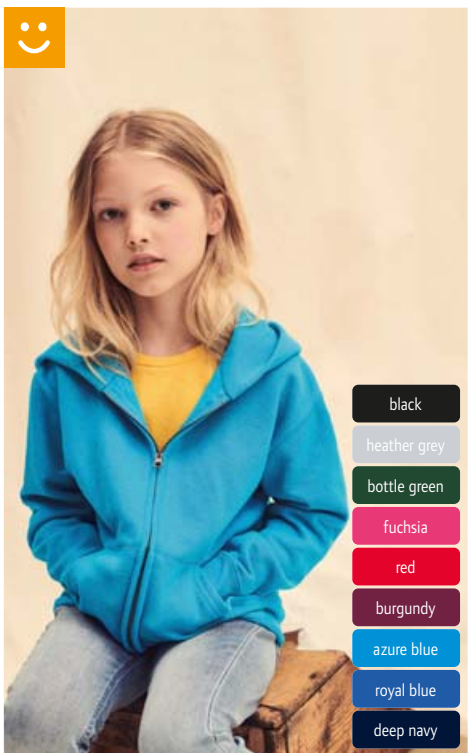 black
heather grey
bottle green
fuchsia
red
burgundy
azure blue
royal blue
deep navy